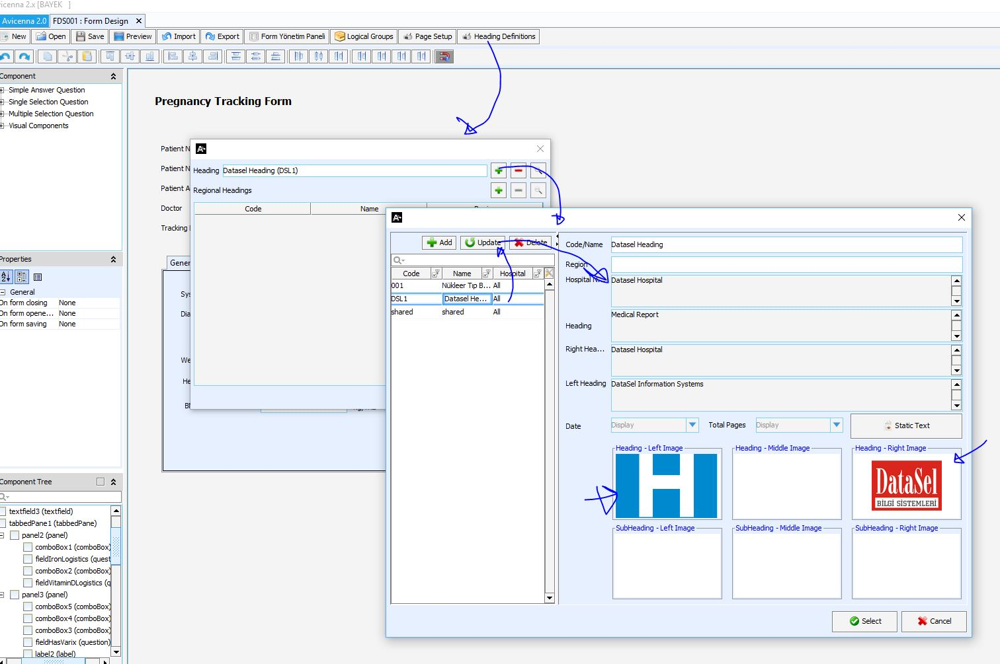 vicenna 2.x [BAYEK ]
Avicenna 2.0 FDS001 : Form Design
New Open Save Preview Import Export Form Yönetim Paneli Logical Groups Page Setup Heading Definitions
Component
Simple Answer Question
Single Selection Question
Multiple Selection Question
Visual Components
Properties
General
On form closing None
On form opene... None
On form saving None
Component Tree
textfield3 (textfield)
tabbedPane1 (tabbedPane)
panel2 (panel)
comboBox1 (comboBox)
fieldIronLogistics (quest
comboBox2 (comboBox)
fieldVitaminDLogistics (q
panel3 (panel)
comboBox5 (comboBox)
comboBox4 (comboBox)
comboBox3 (comboBox)
fieldHasVarix (question)
label2 (label)
Pregnancy Tracking Form
Patient N
Patient N
Patient A
Doctor
Tracking
Gener
Sys
Dia
We
He
Heading Datasel Heading (DSL1)
Regional Headings
Code Name
Add Update Delete
Code Name Hospital
001 Nükleer Tıp B... All
DSL1 Datasel He... All
shared shared All
Code/Name Datasel Heading
Region
Hospital N... Datasel Hospital
Heading Medical Report
Right Hea... Datasel Hospital
Left Heading DataSel Information Systems
Date Display Total Pages Display Static Text
Heading - Left Image Heading - Middle Image Heading - Right Image
H
DataSel
BİLGİ SİSTEMLERİ
SubHeading - Left Image SubHeading - Middle Image SubHeading - Right Image
Select Cancel